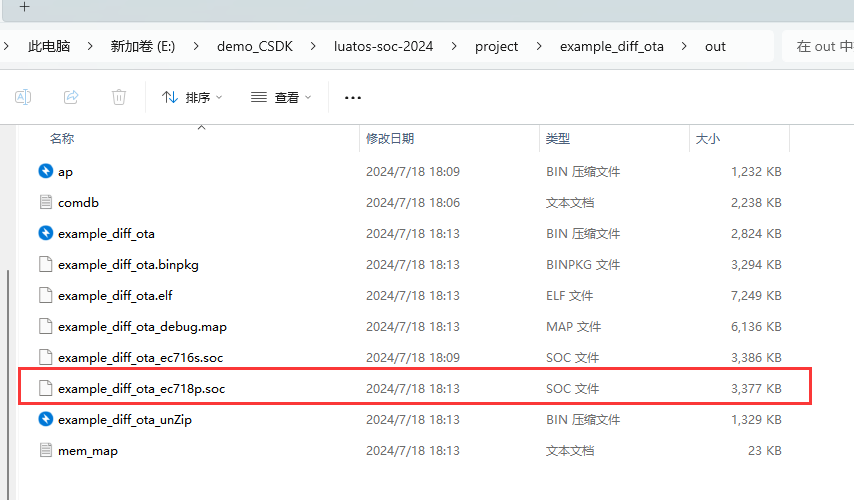 此电脑 > 新加卷 (E:) > demo_CSDK > luatos-soc-2024 > project > example_diff_ota > out 在 out 中
排序 查看 ···
名称 修改日期 类型 大小
ap 2024/7/18 18:09 BIN 压缩文件 1,232 KB
comdb 2024/7/18 18:06 文本文档 2,238 KB
example_diff_ota 2024/7/18 18:13 BIN 压缩文件 2,824 KB
example_diff_ota.binpkg 2024/7/18 18:13 BINPKG 文件 3,294 KB
example_diff_ota.elf 2024/7/18 18:13 ELF 文件 7,249 KB
example_diff_ota_debug.map 2024/7/18 18:13 MAP 文件 6,136 KB
example_diff_ota_ec716s.soc 2024/7/18 18:09 SOC 文件 3,386 KB
example_diff_ota_ec718p.soc 2024/7/18 18:13 SOC 文件 3,377 KB
example_diff_ota_unZip 2024/7/18 18:13 BIN 压缩文件 1,329 KB
mem_map 2024/7/18 18:13 文本文档 23 KB